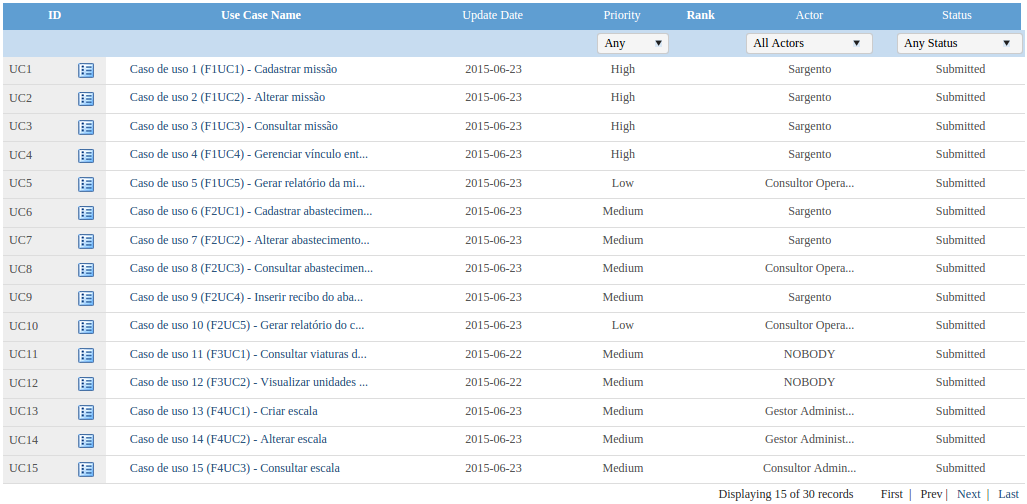 ID Use Case Name Update Date Priority Rank Actor Status
Any All Actors Any Status
UC1 Caso de uso 1 (F1UC1) - Cadastrar missão 2015-06-23 High Sargento Submitted
UC2 Caso de uso 2 (F1UC2) - Alterar missão 2015-06-23 High Sargento Submitted
UC3 Caso de uso 3 (F1UC3) - Consultar missão 2015-06-23 High Sargento Submitted
UC4 Caso de uso 4 (F1UC4) - Gerenciar vínculo ent... 2015-06-23 High Sargento Submitted
UC5 Caso de uso 5 (F1UC5) - Gerar relatório da mi... 2015-06-23 Low Consultor Opera... Submitted
UC6 Caso de uso 6 (F2UC1) - Cadastrar abastecimen... 2015-06-23 Medium Sargento Submitted
UC7 Caso de uso 7 (F2UC2) - Alterar abastecimento... 2015-06-23 Medium Sargento Submitted
UC8 Caso de uso 8 (F2UC3) - Consultar abastecimen... 2015-06-23 Medium Consultor Opera... Submitted
UC9 Caso de uso 9 (F2UC4) - Inserir recibo do aba... 2015-06-23 Medium Sargento Submitted
UC10 Caso de uso 10 (F2UC5) - Gerar relatório do c... 2015-06-23 Low Consultor Opera... Submitted
UC11 Caso de uso 11 (F3UC1) - Consultar viaturas d... 2015-06-22 Medium NOBODY Submitted
UC12 Caso de uso 12 (F3UC2) - Visualizar unidades ... 2015-06-22 Medium NOBODY Submitted
UC13 Caso de uso 13 (F4UC1) - Criar escala 2015-06-23 Medium Gestor Administ... Submitted
UC14 Caso de uso 14 (F4UC2) - Alterar escala 2015-06-23 Medium Gestor Administ... Submitted
UC15 Caso de uso 15 (F4UC3) - Consultar escala 2015-06-23 Medium Consultor Admin... Submitted
Displaying 15 of 30 records First | Prev | Next | Last